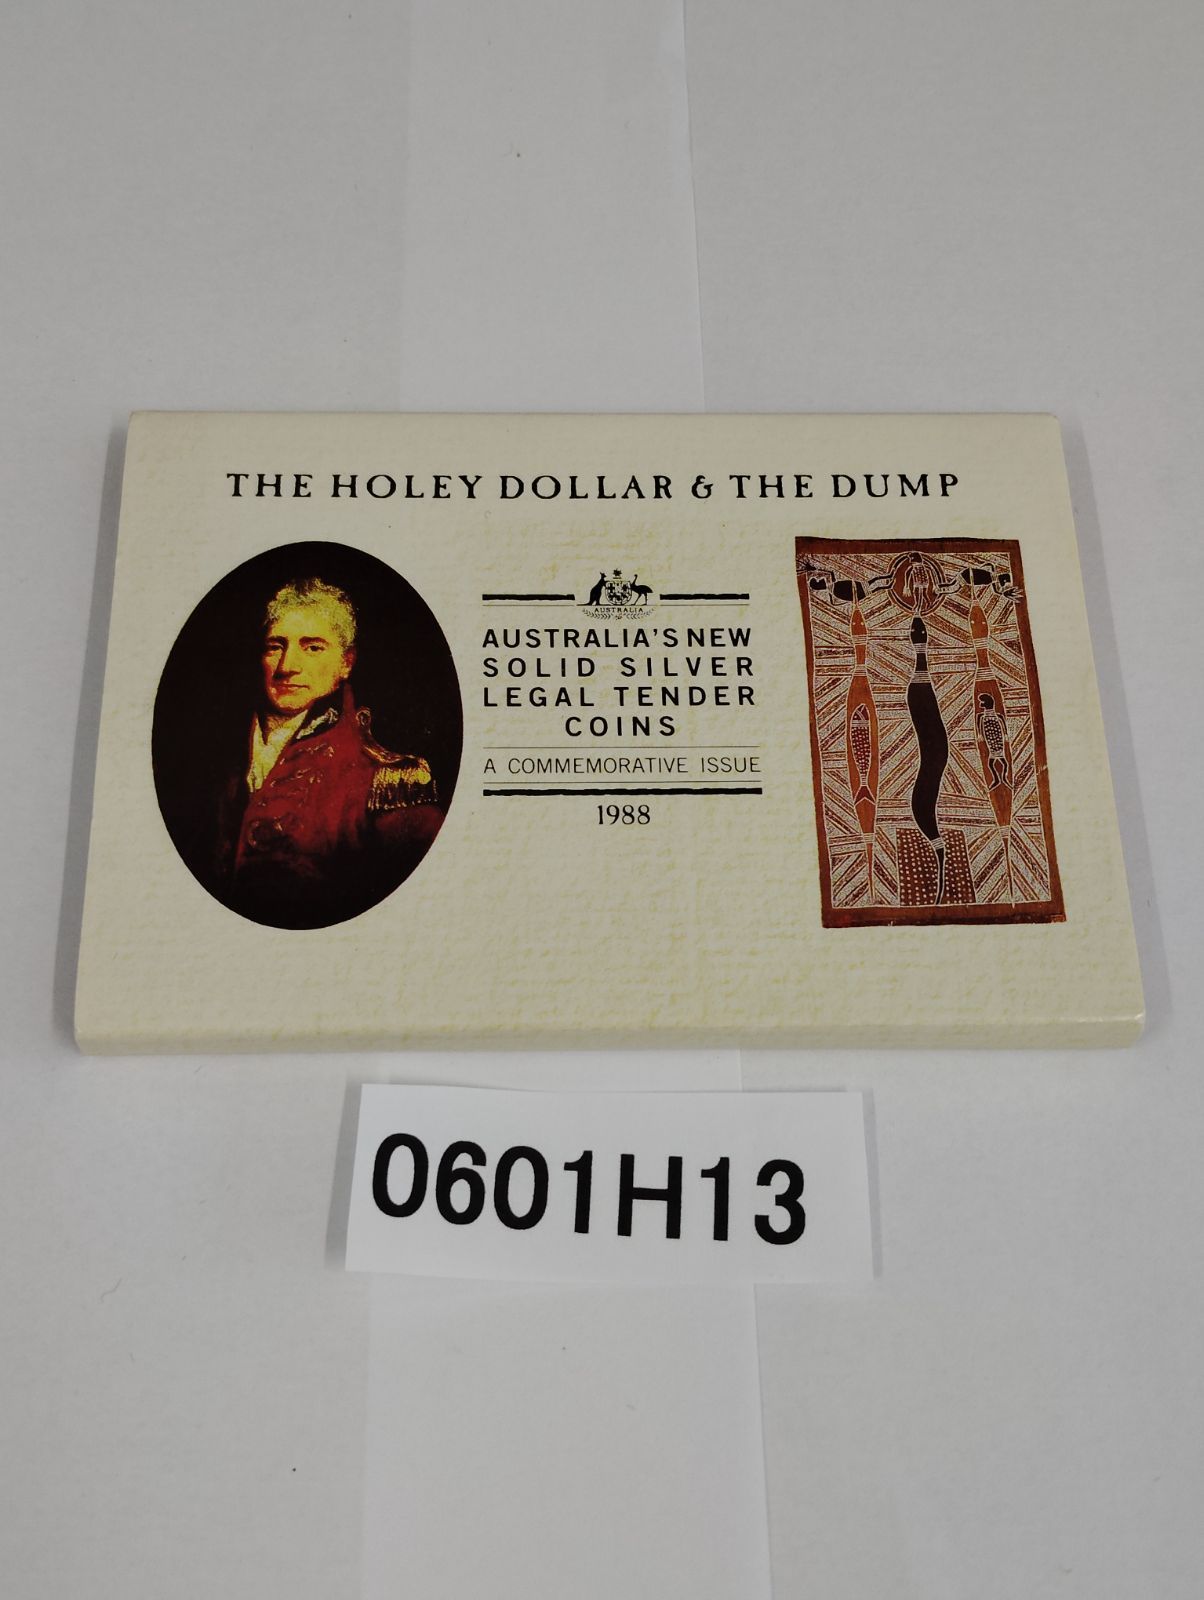 THE HOLEY DOLLAR & THE DUMP
AUSTRALIA
AUSTRALIA'S NEW
SOLID SILVER
LEGAL TENDER
COINS
A COMMEMORATIVE ISSUE
1988
0601H13